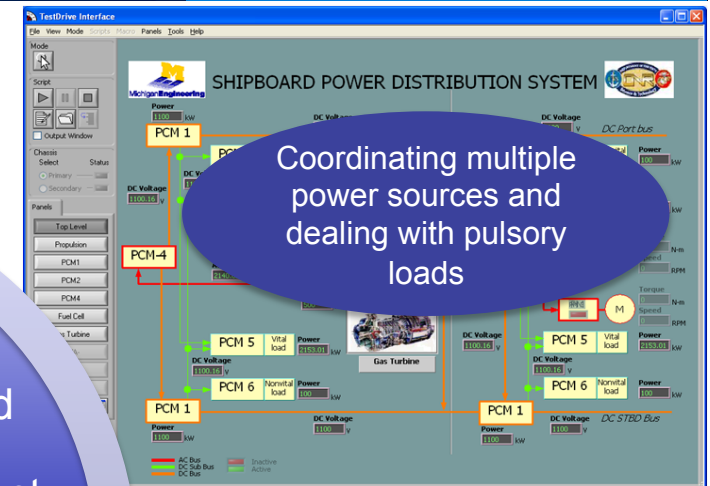 TestDrive Interface
File View Mode Scripts Macro Panels Tools Help
Mode
Script
Output Window
Chassis
Select Status
Primary
Secondary
Panels
Top Level
Propulsion
PCM1
PCM2
PCM4
Fuel Cell
Turbine
MichiganEngineering
SHIPBOARD POWER DISTRIBUTION SYSTEM
Power
1100 kW
PCM 1
DC Voltage
V
DC Port bus
Coordinating multiple
power sources and
dealing with pulsory
loads
Power
100 kW
kW
DC Voltage
1100.16 V
PCM-4
N-m
Speed
RPM
Torque
N-m
M
Speed
RPM
PCM 5 Vital load Power 2153.01 kW
DC Voltage
1100.16 V
PCM 6 Nonvital load Power 100 kW
Gas Turbine
DC Voltage
1100.16 V
PCM 5 Vital load Power 2153.01 kW
DC Voltage
1100.16 V
PCM 6 Nonvital load Power 100 kW
PCM 1
Power
1100 kW
DC Voltage
1100 V
PCM 1
Power
1100 kW
DC Voltage
1100 V
DC STBD Bus
AC Bus
DC Sub Bus
DC Bus
Inactive
Active